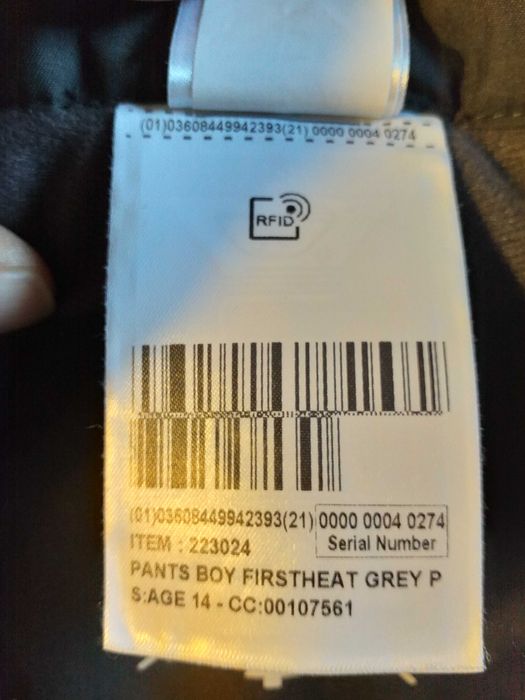 (01)03608449942393(21) 0000 0004 0274
RFID
(01)03608449942393(21) 0000 0004 0274
ITEM : 223024 Serial Number
PANTS BOY FIRSTHEAT GREY P
S:AGE 14 - CC:00107561